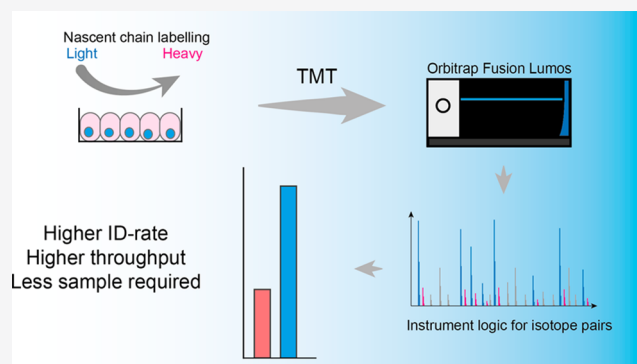 Nascent chain labelling
Light Heavy
TMT
Orbitrap Fusion Lumos
Higher ID-rate
Higher throughput
Less sample required
Instrument logic for isotope pairs